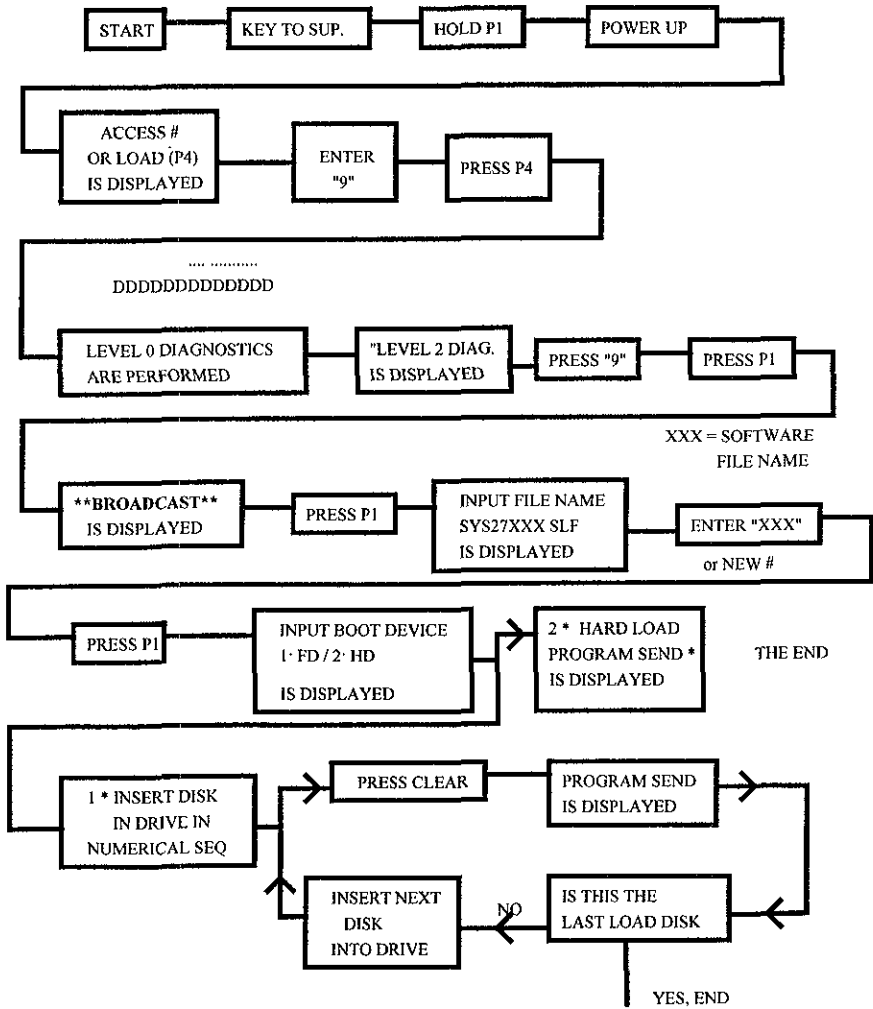 START
KEY TO SUP.
HOLD P1
POWER UP
ACCESS #
OR LOAD (P4)
IS DISPLAYED
ENTER
"9"
PRESS P4
DDDDDDDDDDDDDD
LEVEL 0 DIAGNOSTICS
ARE PERFORMED
"LEVEL 2 DIAG.
IS DISPLAYED
PRESS "9"
PRESS P1
XXX = SOFTWARE
FILE NAME
**BROADCAST**
IS DISPLAYED
PRESS P1
INPUT FILE NAME
SYS27XXX SLF
IS DISPLAYED
ENTER "XXX"
or NEW #
PRESS P1
INPUT BOOT DEVICE
1· FD / 2· HD
IS DISPLAYED
2 * HARD LOAD
PROGRAM SEND *
IS DISPLAYED
THE END
1 * INSERT DISK
IN DRIVE IN
NUMERICAL SEQ
PRESS CLEAR
PROGRAM SEND
IS DISPLAYED
INSERT NEXT
DISK
INTO DRIVE
NO
IS THIS THE
LAST LOAD DISK
YES, END